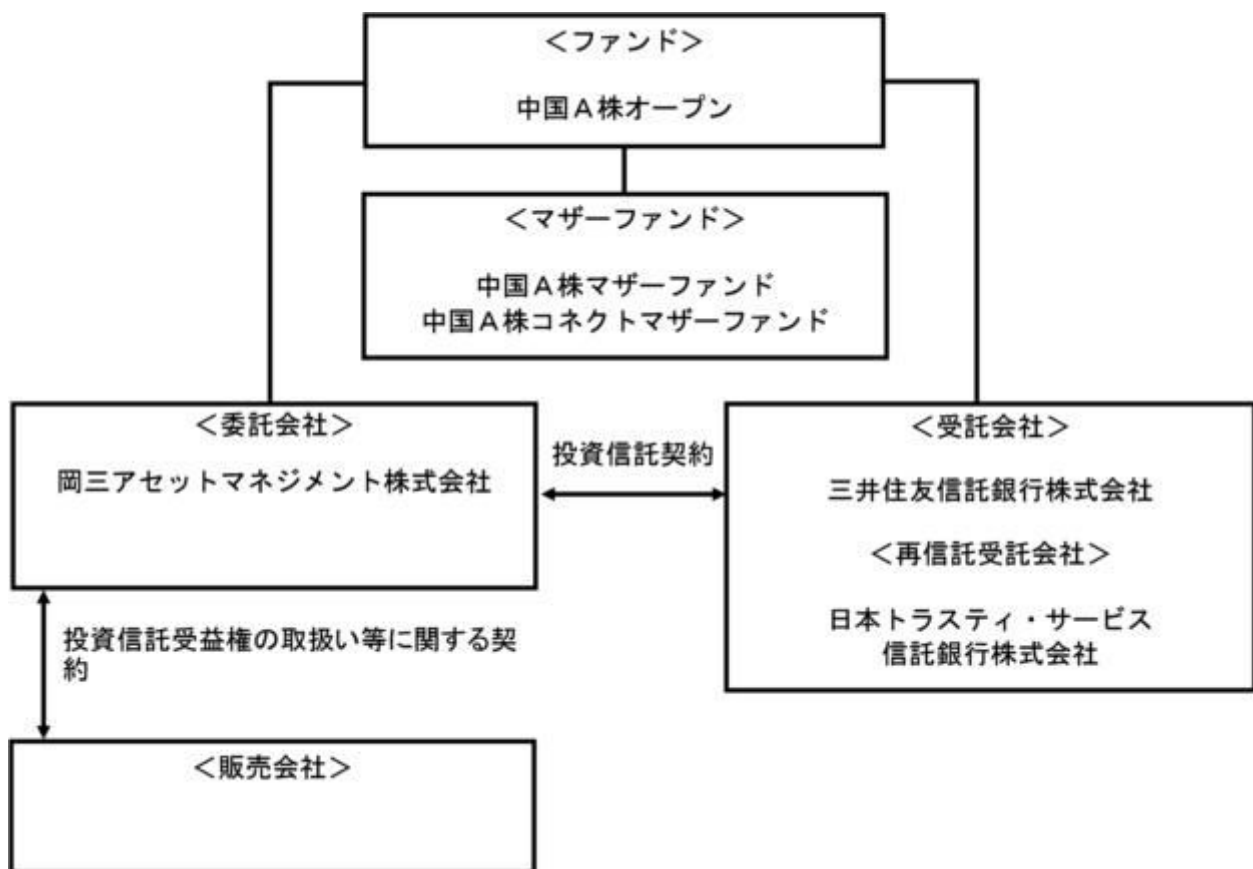 ＜ファンド＞
中国Ａ株オープン
＜マザーファンド＞
中国Ａ株マザーファンド
中国Ａ株コネクトマザーファンド
＜委託会社＞
岡三アセットマネジメント株式会社
投資信託契約
＜受託会社＞
三井住友信託銀行株式会社
＜再信託受託会社＞
日本トラスティ・サービス
信託銀行株式会社
投資信託受益権の取扱い等に関する契
約
＜販売会社＞